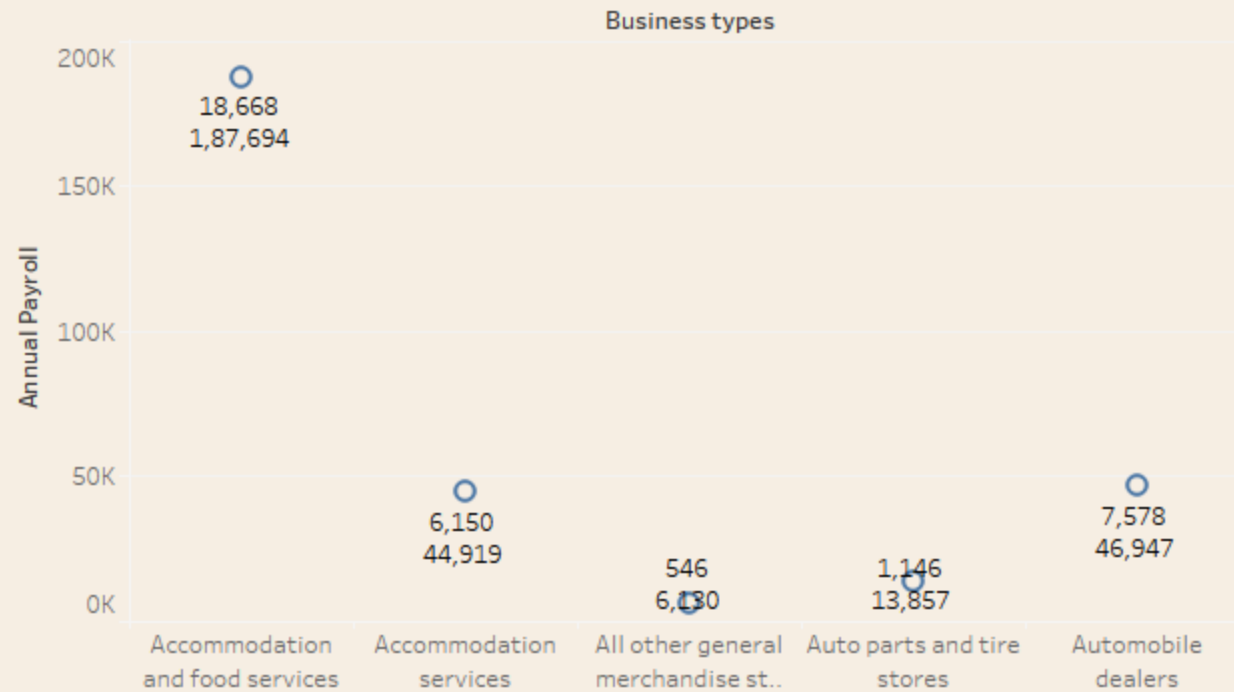 Business types
200K
150K
100K
50K
0K
Annual Payroll
18,668
1,87,694
6,150
44,919
546
6,130
1,146
13,857
7,578
46,947
Accommodation
and food services
Accommodation
services
All other general
merchandise st..
Auto parts and tire
stores
Automobile
dealers